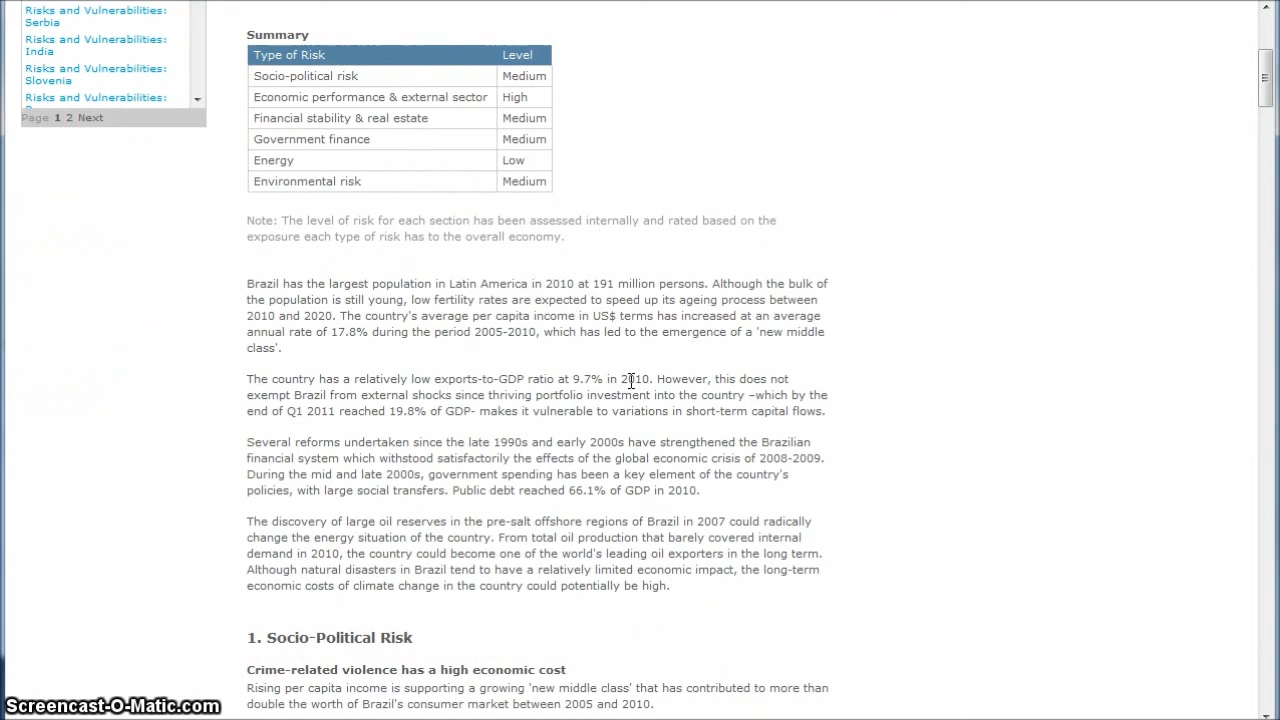 Risks and Vulnerabilities:
Serbia
Risks and Vulnerabilities:
India
Risks and Vulnerabilities:
Slovenia
Risks and Vulnerabilities:
Page 1 2 Next
Summary
Type of Risk Level
Socio-political risk Medium
Economic performance & external sector High
Financial stability & real estate Medium
Government finance Medium
Energy Low
Environmental risk Medium
Note: The level of risk for each section has been assessed internally and rated based on the
exposure each type of risk has to the overall economy.
Brazil has the largest population in Latin America in 2010 at 191 million persons. Although the bulk of
the population is still young, low fertility rates are expected to speed up its ageing process between
2010 and 2020. The country's average per capita income in US$ terms has increased at an average
annual rate of 17.8% during the period 2005-2010, which has led to the emergence of a 'new middle
class'.
The country has a relatively low exports-to-GDP ratio at 9.7% in 2010. However, this does not
exempt Brazil from external shocks since thriving portfolio investment into the country –which by the
end of Q1 2011 reached 19.8% of GDP- makes it vulnerable to variations in short-term capital flows.
Several reforms undertaken since the late 1990s and early 2000s have strengthened the Brazilian
financial system which withstood satisfactorily the effects of the global economic crisis of 2008-2009.
During the mid and late 2000s, government spending has been a key element of the country's
policies, with large social transfers. Public debt reached 66.1% of GDP in 2010.
The discovery of large oil reserves in the pre-salt offshore regions of Brazil in 2007 could radically
change the energy situation of the country. From total oil production that barely covered internal
demand in 2010, the country could become one of the world's leading oil exporters in the long term.
Although natural disasters in Brazil tend to have a relatively limited economic impact, the long-term
economic costs of climate change in the country could potentially be high.
1. Socio-Political Risk
Crime-related violence has a high economic cost
Rising per capita income is supporting a growing 'new middle class' that has contributed to more than
double the worth of Brazil's consumer market between 2005 and 2010.
Screencast-O-Matic.com